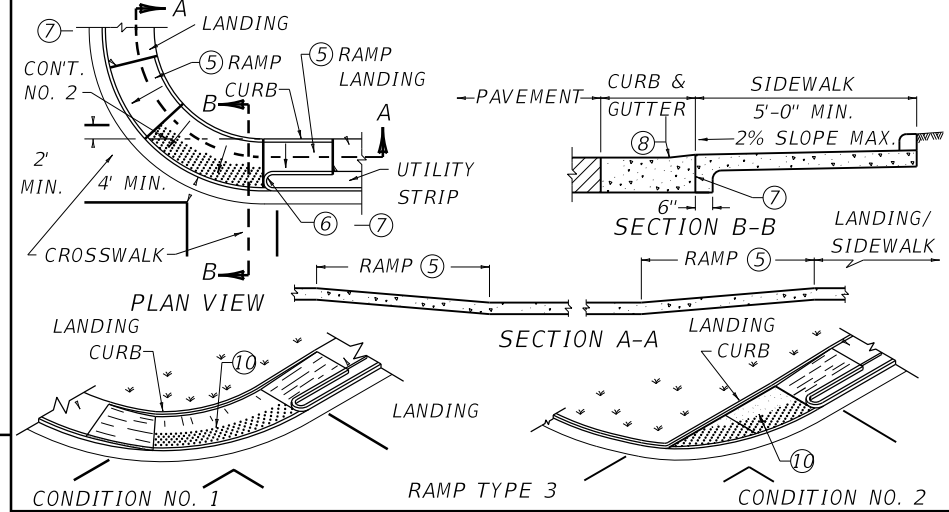 A
LANDING
7
5 RAMP
5 RAMP
LANDING
CON'T.
NO. 2
CURB
B
A
2'
MIN.
4' MIN.
UTILITY
STRIP
6
7
CROSSWALK
B
PLAN VIEW
PAVEMENT
CURB &
GUTTER
SIDEWALK
5'-0" MIN.
2% SLOPE MAX.
8
7
6"
SECTION B-B
LANDING/
SIDEWALK
RAMP 5
RAMP 5
SECTION A-A
LANDING
CURB
10
LANDING
CONDITION NO. 1
RAMP TYPE 3
LANDING
CURB
10
CONDITION NO. 2